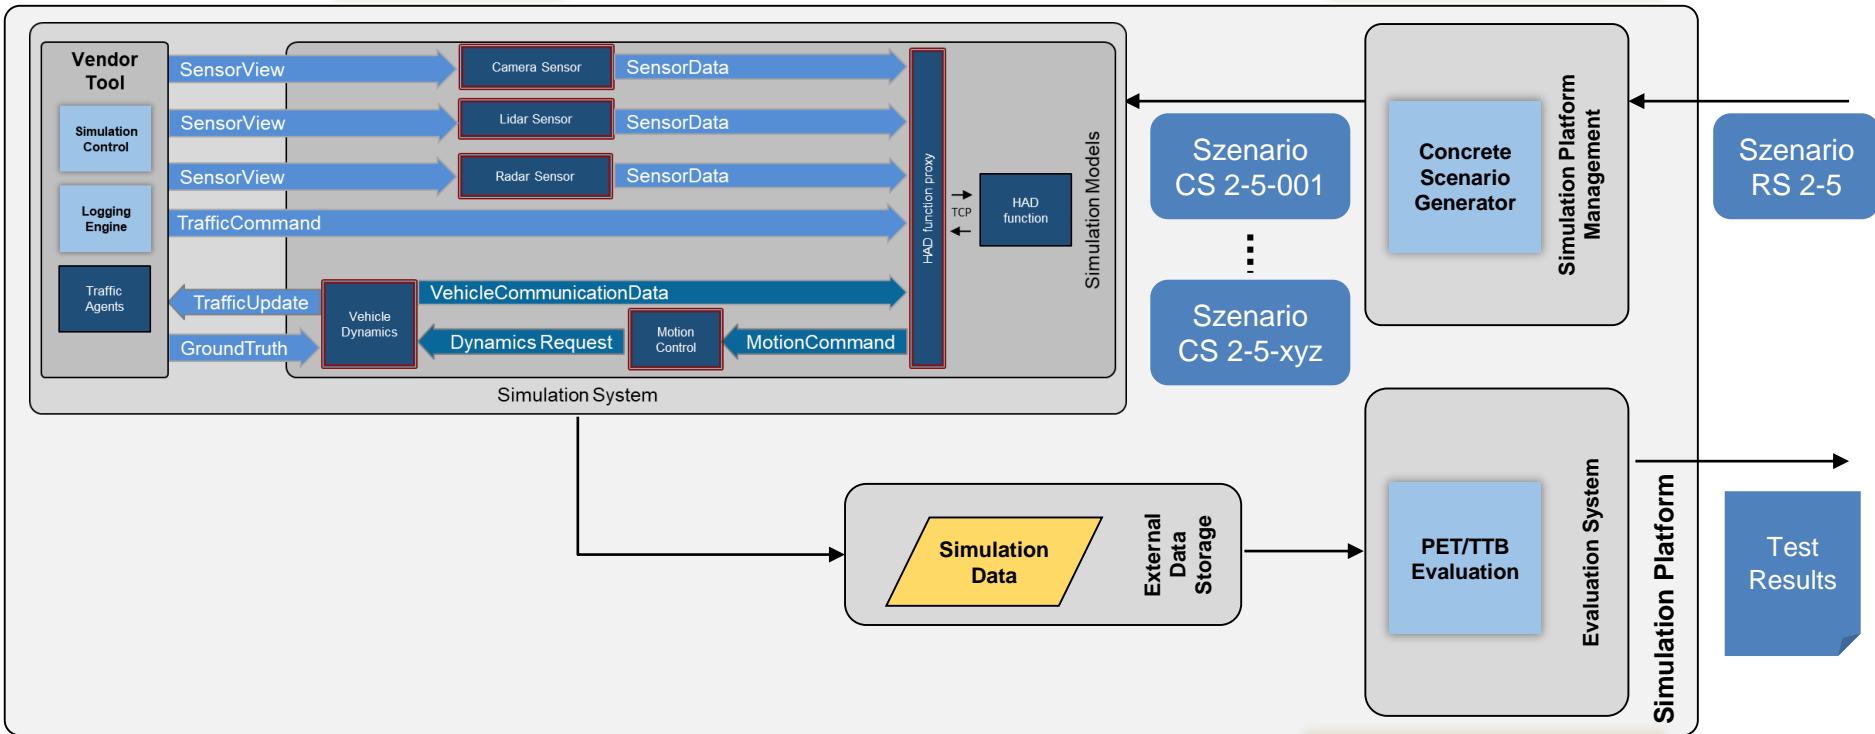 Vendor
Tool
Simulation
Control
Logging
Engine
Traffic
Agents
SensorView
Camera Sensor
SensorData
SensorView
Lidar Sensor
SensorData
SensorView
Radar Sensor
SensorData
TrafficCommand
TrafficUpdate
GroundTruth
Vehicle
Dynamics
VehicleCommunicationData
Dynamics Request
Motion
Control
MotionCommand
HAD function proxy
TCP
HAD
function
Simulation Models
Simulation System
Szenario
CS 2-5-001
Szenario
CS 2-5-xyz
Concrete
Scenario
Generator
Simulation Platform
Management
Szenario
RS 2-5
Simulation
Data
External
Data
Storage
PET/TTB
Evaluation
Evaluation System
Simulation Platform
Test
Results